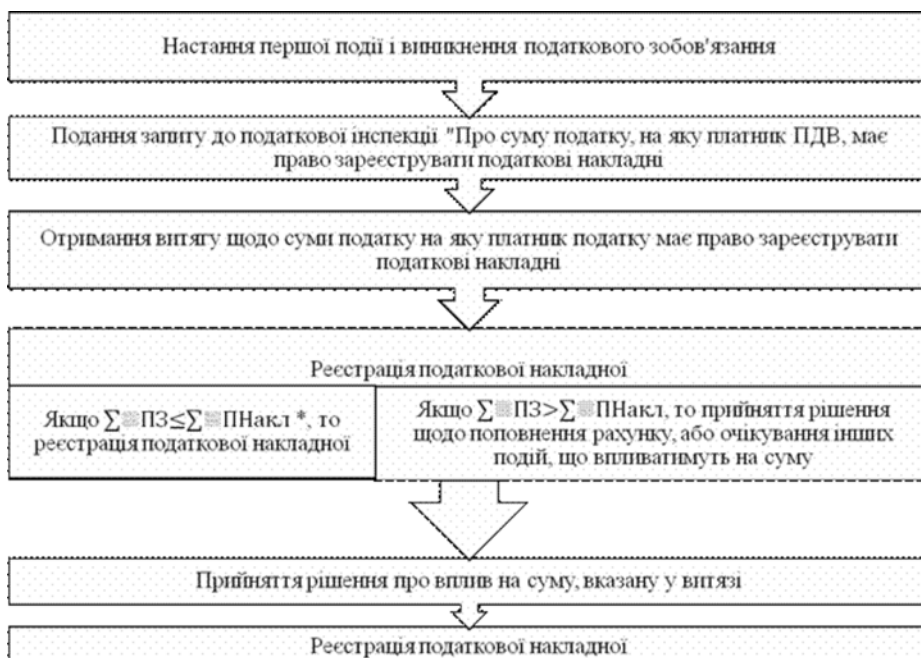 Настання першої події і виникнення податкового зобов'язання
Подання запиту до податкової інспекції "Про суму податку, на яку платник ПДВ, має
право зареєструвати податкові накладні
Отримання витягу щодо суми податку на яку платник податку має право зареєструвати
податкові накладні
Реєстрація податкової накладної
Якщо ∑▒ПЗ≤∑▒ПНакл *, то
реєстрація податкової накладної
Якщо ∑▒ПЗ>∑▒ПНакл, то прийняття рішення
щодо поповнення рахунку, або очікування інших
подій, що впливатимуть на суму
Прийняття рішення про вплив на суму, вказану у витязі
Реєстрація податкової накладної